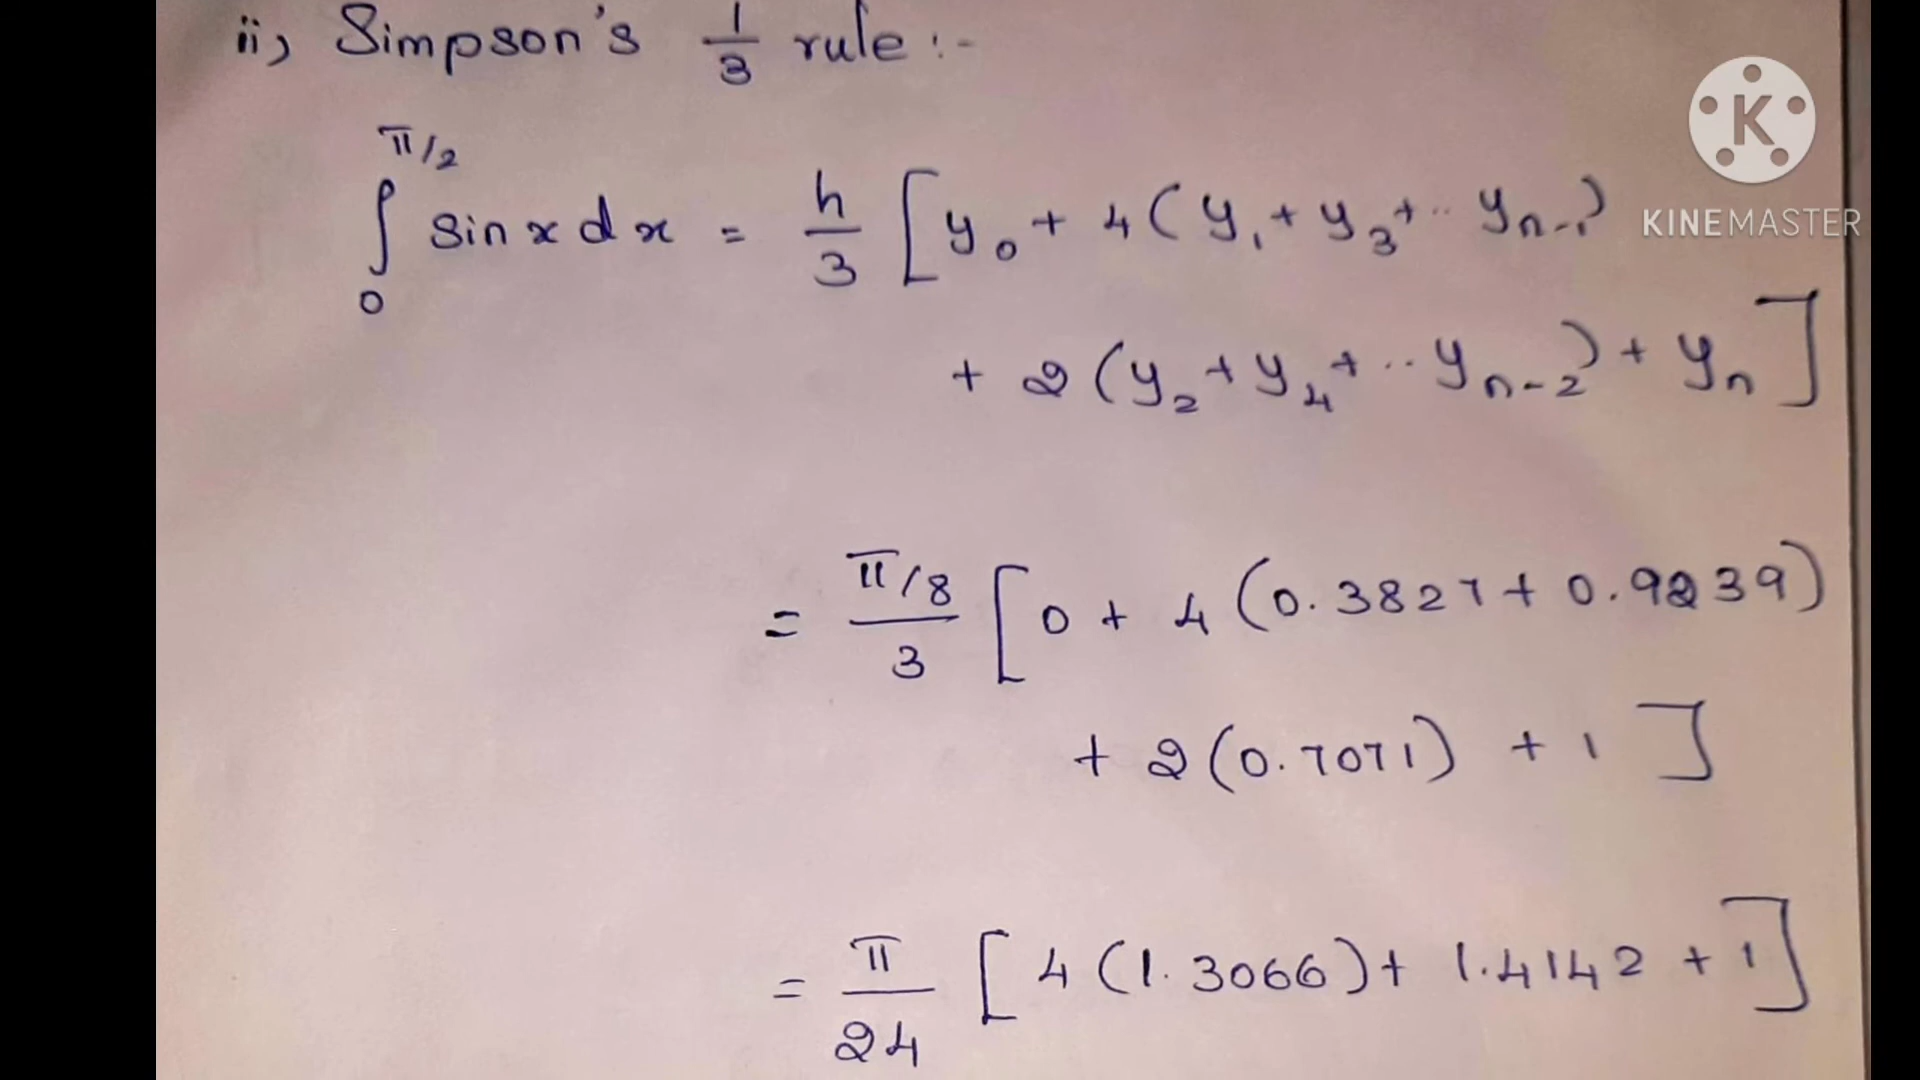 ii, Simpson's 1/3 rule :-
K
KINEMASTER
∫₀^(π/2) sin x dx = h/3 [ y₀ + 4 ( y₁ + y₃ + .. yₙ₋₁ )
+ 2 ( y₂ + y₄ + .. yₙ₋₂ ) + yₙ ]
= (π/8)/3 [ 0 + 4 ( 0.3827 + 0.9239 )
+ 2 ( 0.7071 ) + 1 ]
= π/24 [ 4 ( 1.3066 ) + 1.4142 + 1 ]